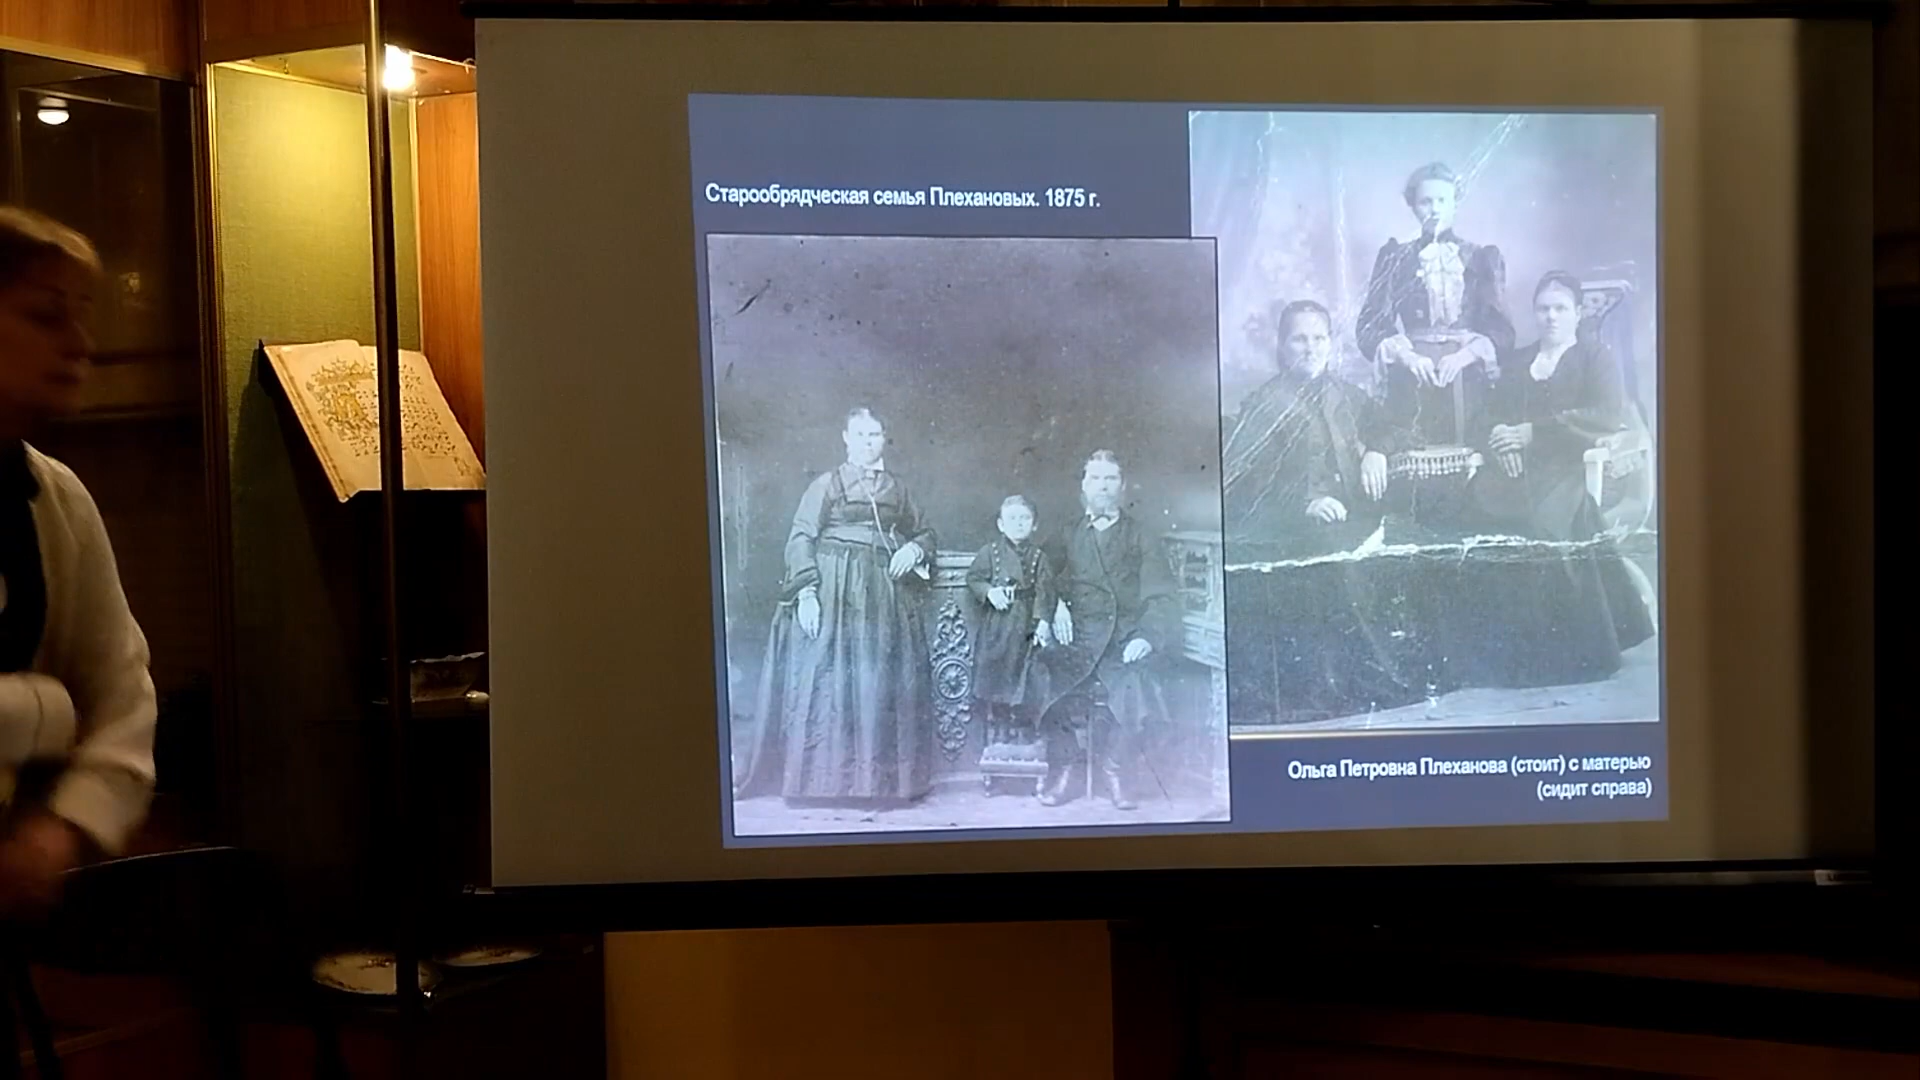 Старообрядческая семья Плехановых. 1875 г.
Ольга Петровна Плеханова (стоит) с матерью
(сидит справа)